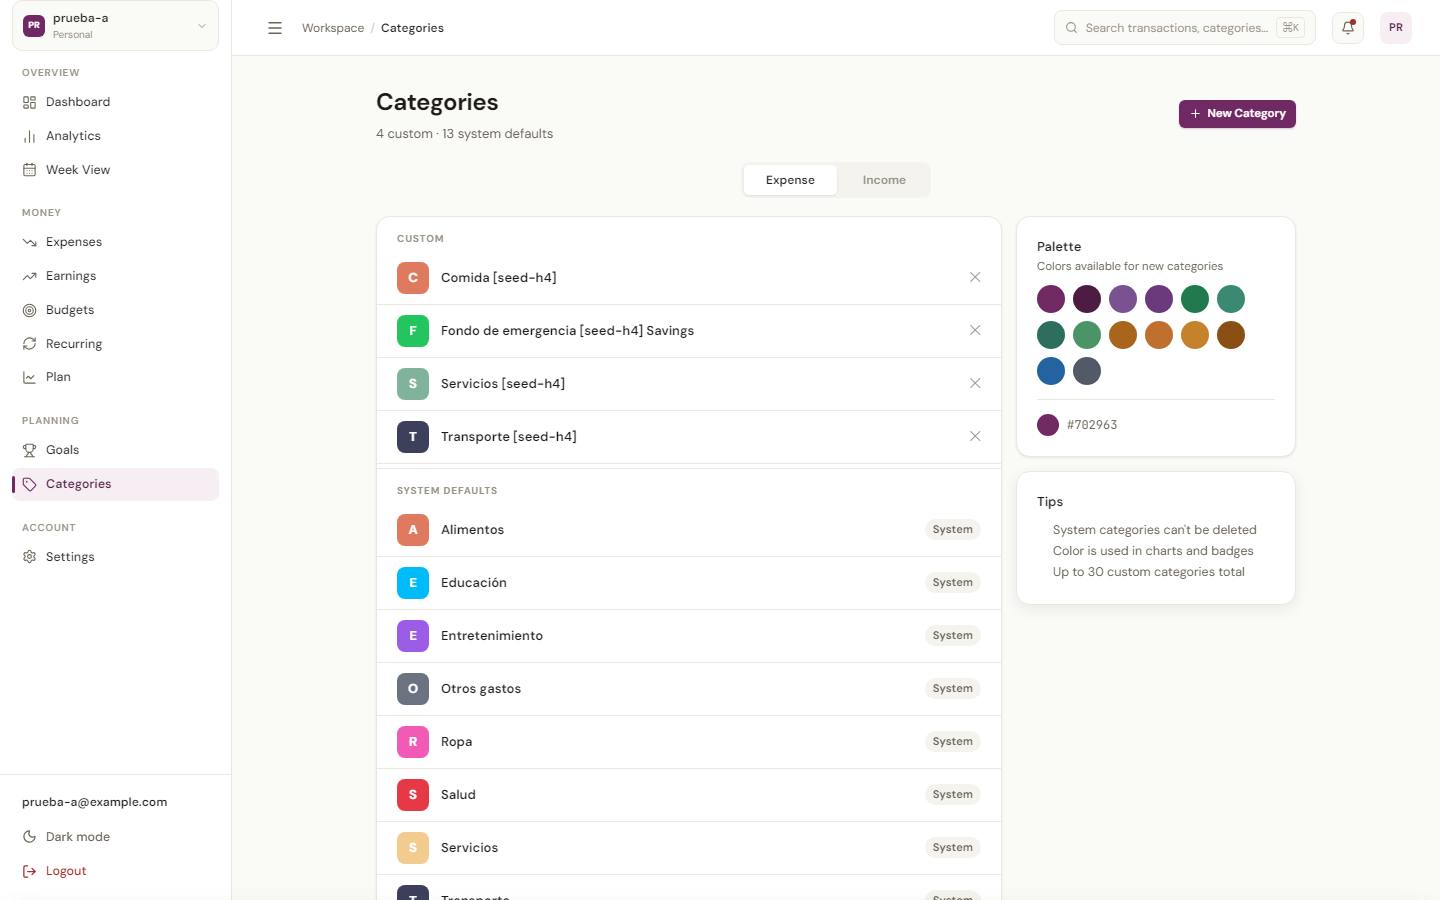 PR
prueba-a
Personal
OVERVIEW
Dashboard
Analytics
Week View
MONEY
Expenses
Earnings
Budgets
Recurring
Plan
PLANNING
Goals
Categories
ACCOUNT
Settings
prueba-a@example.com
Dark mode
Logout
Workspace / Categories
Search transactions, categories... ⌘K
PR
Categories
4 custom · 13 system defaults
+ New Category
Expense Income
CUSTOM
C Comida [seed-h4]
F Fondo de emergencia [seed-h4] Savings
S Servicios [seed-h4]
T Transporte [seed-h4]
SYSTEM DEFAULTS
A Alimentos System
E Educación System
E Entretenimiento System
O Otros gastos System
R Ropa System
S Salud System
S Servicios System
T Transporte System
Palette
Colors available for new categories
#702963
Tips
System categories can't be deleted
Color is used in charts and badges
Up to 30 custom categories total